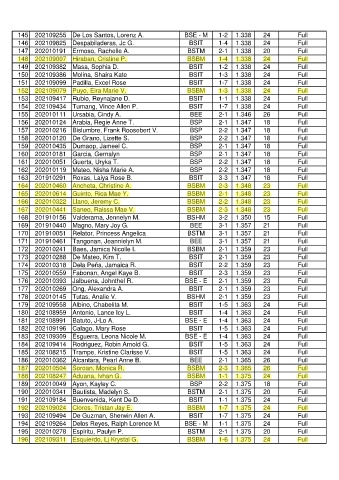 145 202109255 De Los Santos, Lorenz A. BSE - M 1-2 1.338 24 Full
146 202109825 Despabiladeras, Jc G. BSIT 1-4 1.338 24 Full
147 202010191 Ermoso, Rachelle A. BSTM 2-1 1.338 20 Full
148 202109007 Hiraban, Cristine P. BSBM 1-4 1.338 24 Full
149 202109382 Masa, Sophia D. BSIT 1-2 1.338 24 Full
150 202109386 Molina, Shaira Kate BSIT 1-3 1.338 24 Full
151 202109099 Padilla, Excel Rose BSIT 1-7 1.338 24 Full
152 202109079 Puyo, Eira Marie V. BSBM 1-3 1.338 24 Full
153 202109417 Rubio, Reynajane D. BSIT 1-1 1.338 24 Full
154 202109434 Tumang, Vince Allen P. BSIT 1-7 1.338 24 Full
155 202010111 Ursabia, Cindy A. BEE 2-1 1.346 26 Full
156 202010124 Araba, Regie Anne T. BSP 2-1 1.347 18 Full
157 202010216 Bislumbre, Frank Roosebert V. BSP 2-2 1.347 18 Full
158 202010120 De Grano, Lizette S. BSP 2-2 1.347 18 Full
159 202010435 Dumaop, Jameel C. BSP 2-1 1.347 18 Full
160 202010181 Garcia, Gemalyn BSP 2-1 1.347 18 Full
161 202010051 Guerta, Uryka T. BSP 2-2 1.347 18 Full
162 202010119 Mateo, Nisha Marie A. BSP 2-2 1.347 18 Full
163 201910291 Roxas, Laiya Rose B. BSIT 3-3 1.347 18 Full
164 202010460 Ancheta, Christine A. BSBM 2-3 1.348 23 Full
165 202010614 Guinto, Rica Mae Y. BSBM 2-1 1.348 23 Full
166 202010322 Llano, Jeremy C. BSBM 2-2 1.348 23 Full
167 202010441 Saneo, Raissa Mae V. BSBM 2-3 1.348 23 Full
168 201910156 Valderama, Jonnelyn M. BSHM 3-2 1.350 15 Full
169 201910440 Magno, Mary Joy G. BEE 3-1 1.357 21 Full
170 201910051 Relator, Princess Angelica BSTM 3-1 1.357 21 Full
171 201910461 Tangonan, Jeannielyn M. BEE 3-1 1.357 21 Full
172 202010241 Baes, Jamica Nicole I. BSBM 2-1 1.359 23 Full
173 202010288 De Mateo, Kim T. BSIT 2-1 1.359 23 Full
174 202010318 Dela Peña, Jamaica R. BSIT 2-2 1.359 23 Full
175 202010559 Fabonan, Angel Kaye B. BSIT 2-3 1.359 23 Full
176 202010393 Jalbuena, Johnthel R. BSE - E 2-1 1.359 23 Full
177 202010269 Ong, Alexandra A. BSIT 2-1 1.359 23 Full
178 202010145 Tutas, Analie V. BSHM 2-1 1.359 23 Full
179 202109558 Albino, Chabelita M. BSIT 1-5 1.363 24 Full
180 202108959 Antonio, Lance Icy L. BSIT 1-4 1.363 24 Full
181 202108991 Bauto, J-Lo A. BSE - E 1-4 1.363 24 Full
182 202109196 Calago, Mary Rose BSIT 1-5 1.363 24 Full
183 202109309 Esguerra, Leona Nicole M. BSE - E 1-4 1.363 24 Full
184 202109414 Rodriguez, Robin Arnold G. BSIT 1-5 1.363 24 Full
185 202108215 Trampe, Kristine Clarisse V. BSIT 1-5 1.363 24 Full
186 202010362 Alcantara, Pearl Anne B. BEE 2-1 1.365 26 Full
187 202010504 Sorean, Monica R. BSBM 2-3 1.365 26 Full
188 202108247 Aduana, Ivhan G. BSBM 1-1 1.375 24 Full
189 202010049 Ayon, Kacley C. BSP 2-2 1.375 18 Full
190 202010341 Bautista, Madelyn S. BSTM 2-1 1.375 20 Full
191 202109184 Buenvenida, Kent De D. BSIT 1-1 1.375 24 Full
192 202109024 Cloros, Tristan Jay E. BSBM 1-7 1.375 24 Full
193 202109494 De Guzman, Sherwin Allen A. BSIT 1-3 1.375 24 Full
194 202109264 Delos Reyes, Ralph Lorence M. BSE - M 1-1 1.375 24 Full
195 202010278 Espiritu, Paulyn P. BSTM 2-1 1.375 20 Full
196 202109311 Esquierdo, Lj Krystal G. BSBM 1-6 1.375 24 Full